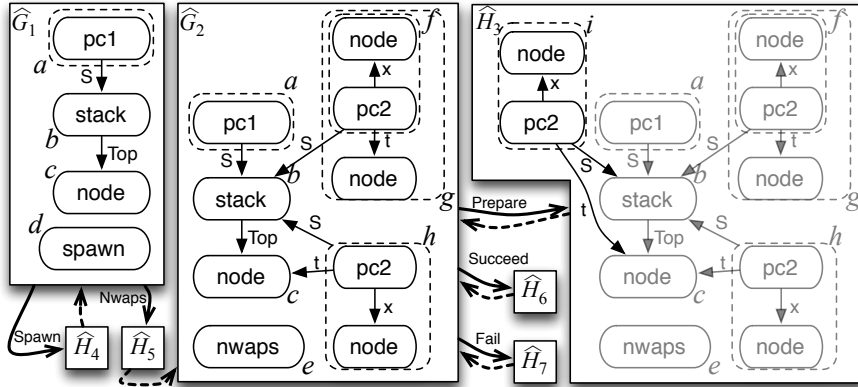 Ĝ1
pc1
a
S
stack
b
Top
c
node
d
spawn
Spawn
Ĥ4
Nwaps
Ĥ5
Ĝ2
node
f
x
pc2
a
pc1
S
S
t
b
stack
node
g
Top
S
h
node
t
pc2
c
x
nwaps
e
node
Prepare
Succeed
Ĥ6
Fail
Ĥ7
Ĥ3
i
node
x
pc2
S
t
node
f
x
pc2
a
pc1
S
S
t
b
stack
node
g
Top
S
h
node
t
pc2
c
x
nwaps
e
node